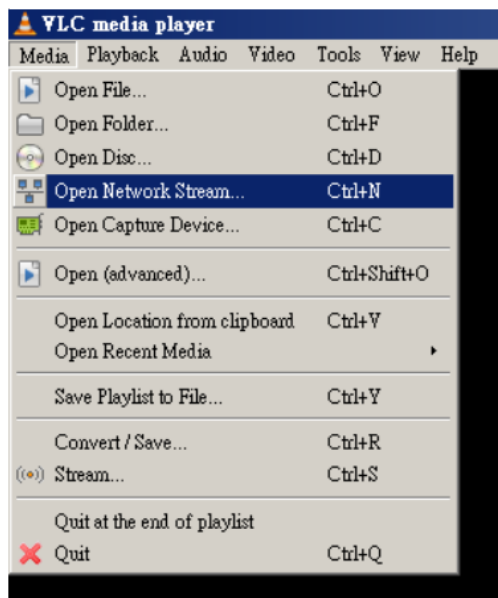 VLC media player
Media Playback Audio Video Tools View Help
Open File... Ctrl+O
Open Folder... Ctrl+F
Open Disc... Ctrl+D
Open Network Stream... Ctrl+N
Open Capture Device... Ctrl+C
Open (advanced)... Ctrl+Shift+O
Open Location from clipboard Ctrl+V
Open Recent Media
Save Playlist to File... Ctrl+Y
Convert / Save... Ctrl+R
Stream... Ctrl+S
Quit at the end of playlist
Quit Ctrl+Q